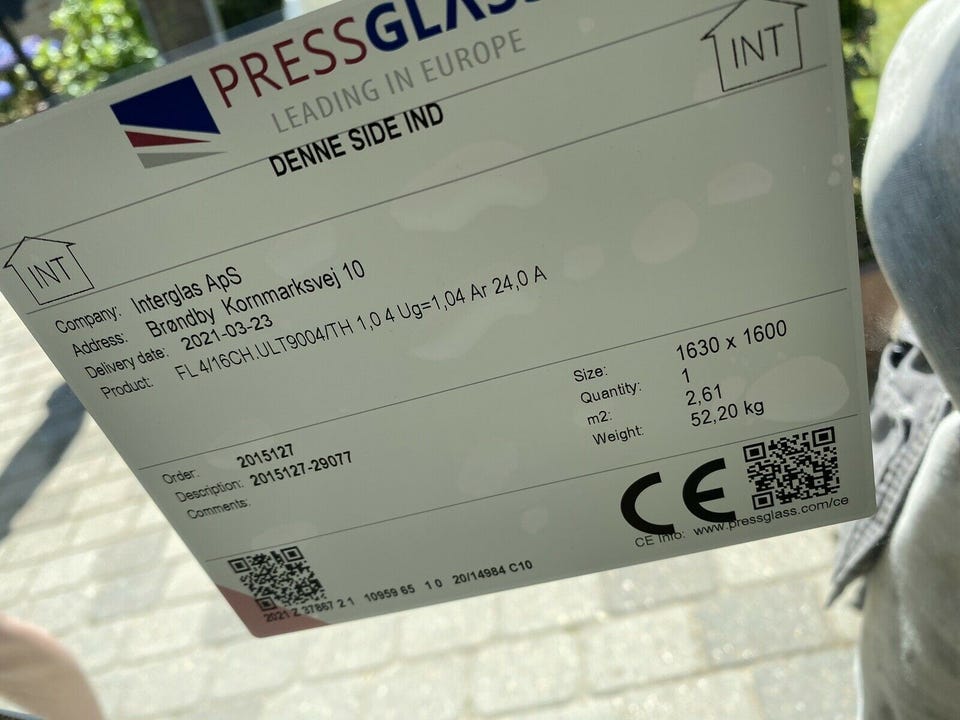 PRESSGLASS
LEADING IN EUROPE
INT
DENNE SIDE IND
INT
Company: Interglas ApS
Address: Brøndby Kornmarksvej 10
Delivery date: 2021-03-23
Product: FL 4/16CH.ULT9004/TH 1,0 4 Ug=1,04 Ar 24,0 A
Size: 1630 x 1600
Quantity: 1
m2: 2,61
Weight: 52,20 kg
Order: 2015127
Description: 2015127-29077
Comments:
CE
CE Info: www.pressglass.com/ce
2021 2 37867 2 1 10959 65 1 0 20/14984 C10